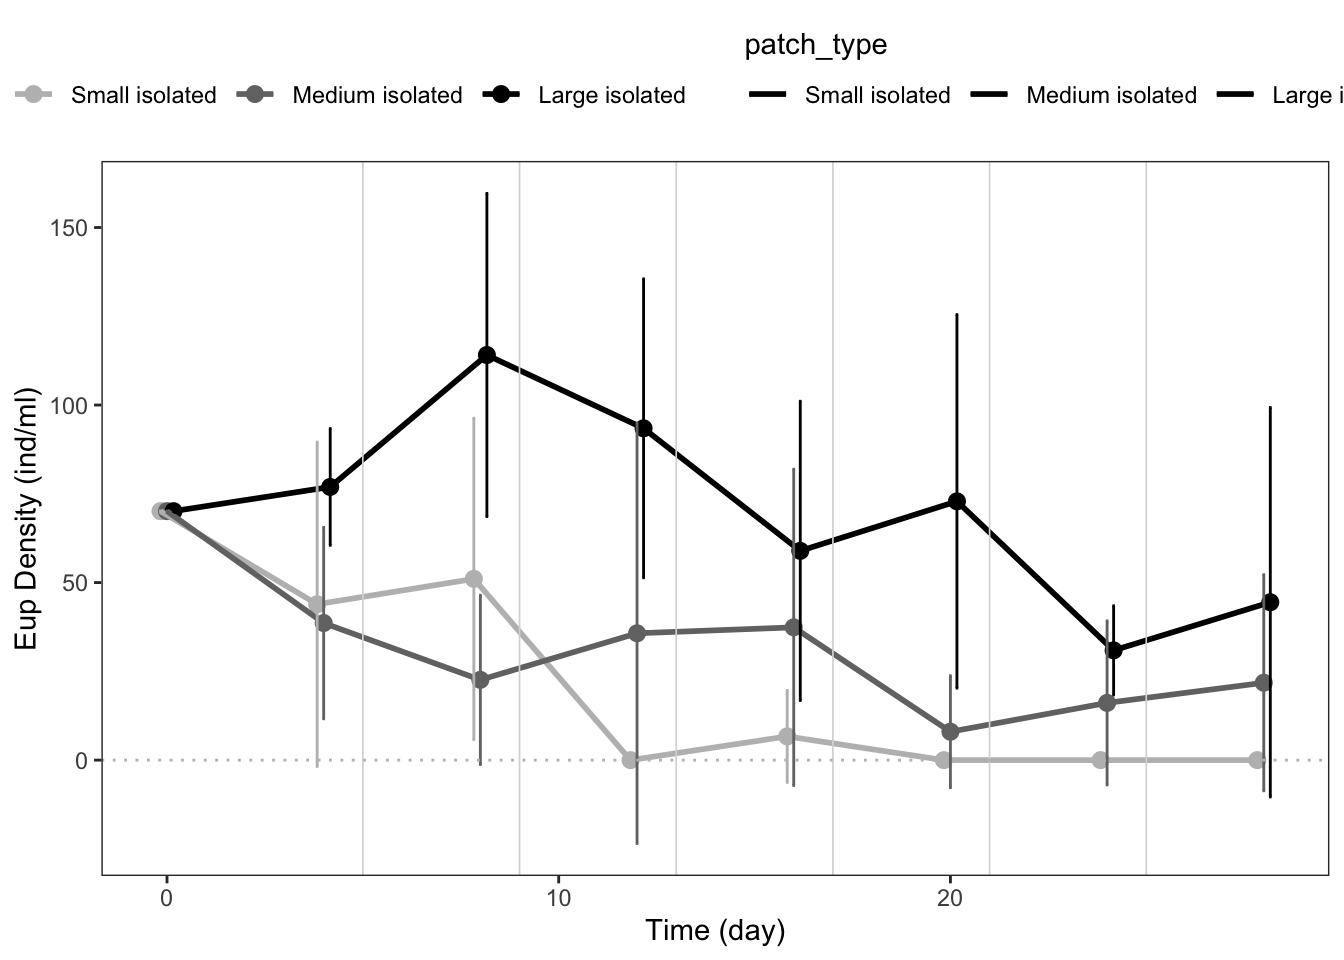 patch_type
Small isolated Medium isolated Large isolated Small isolated Medium isolated Large i
150
100
50
0
Eup Density (ind/ml)
0 10 20
Time (day)